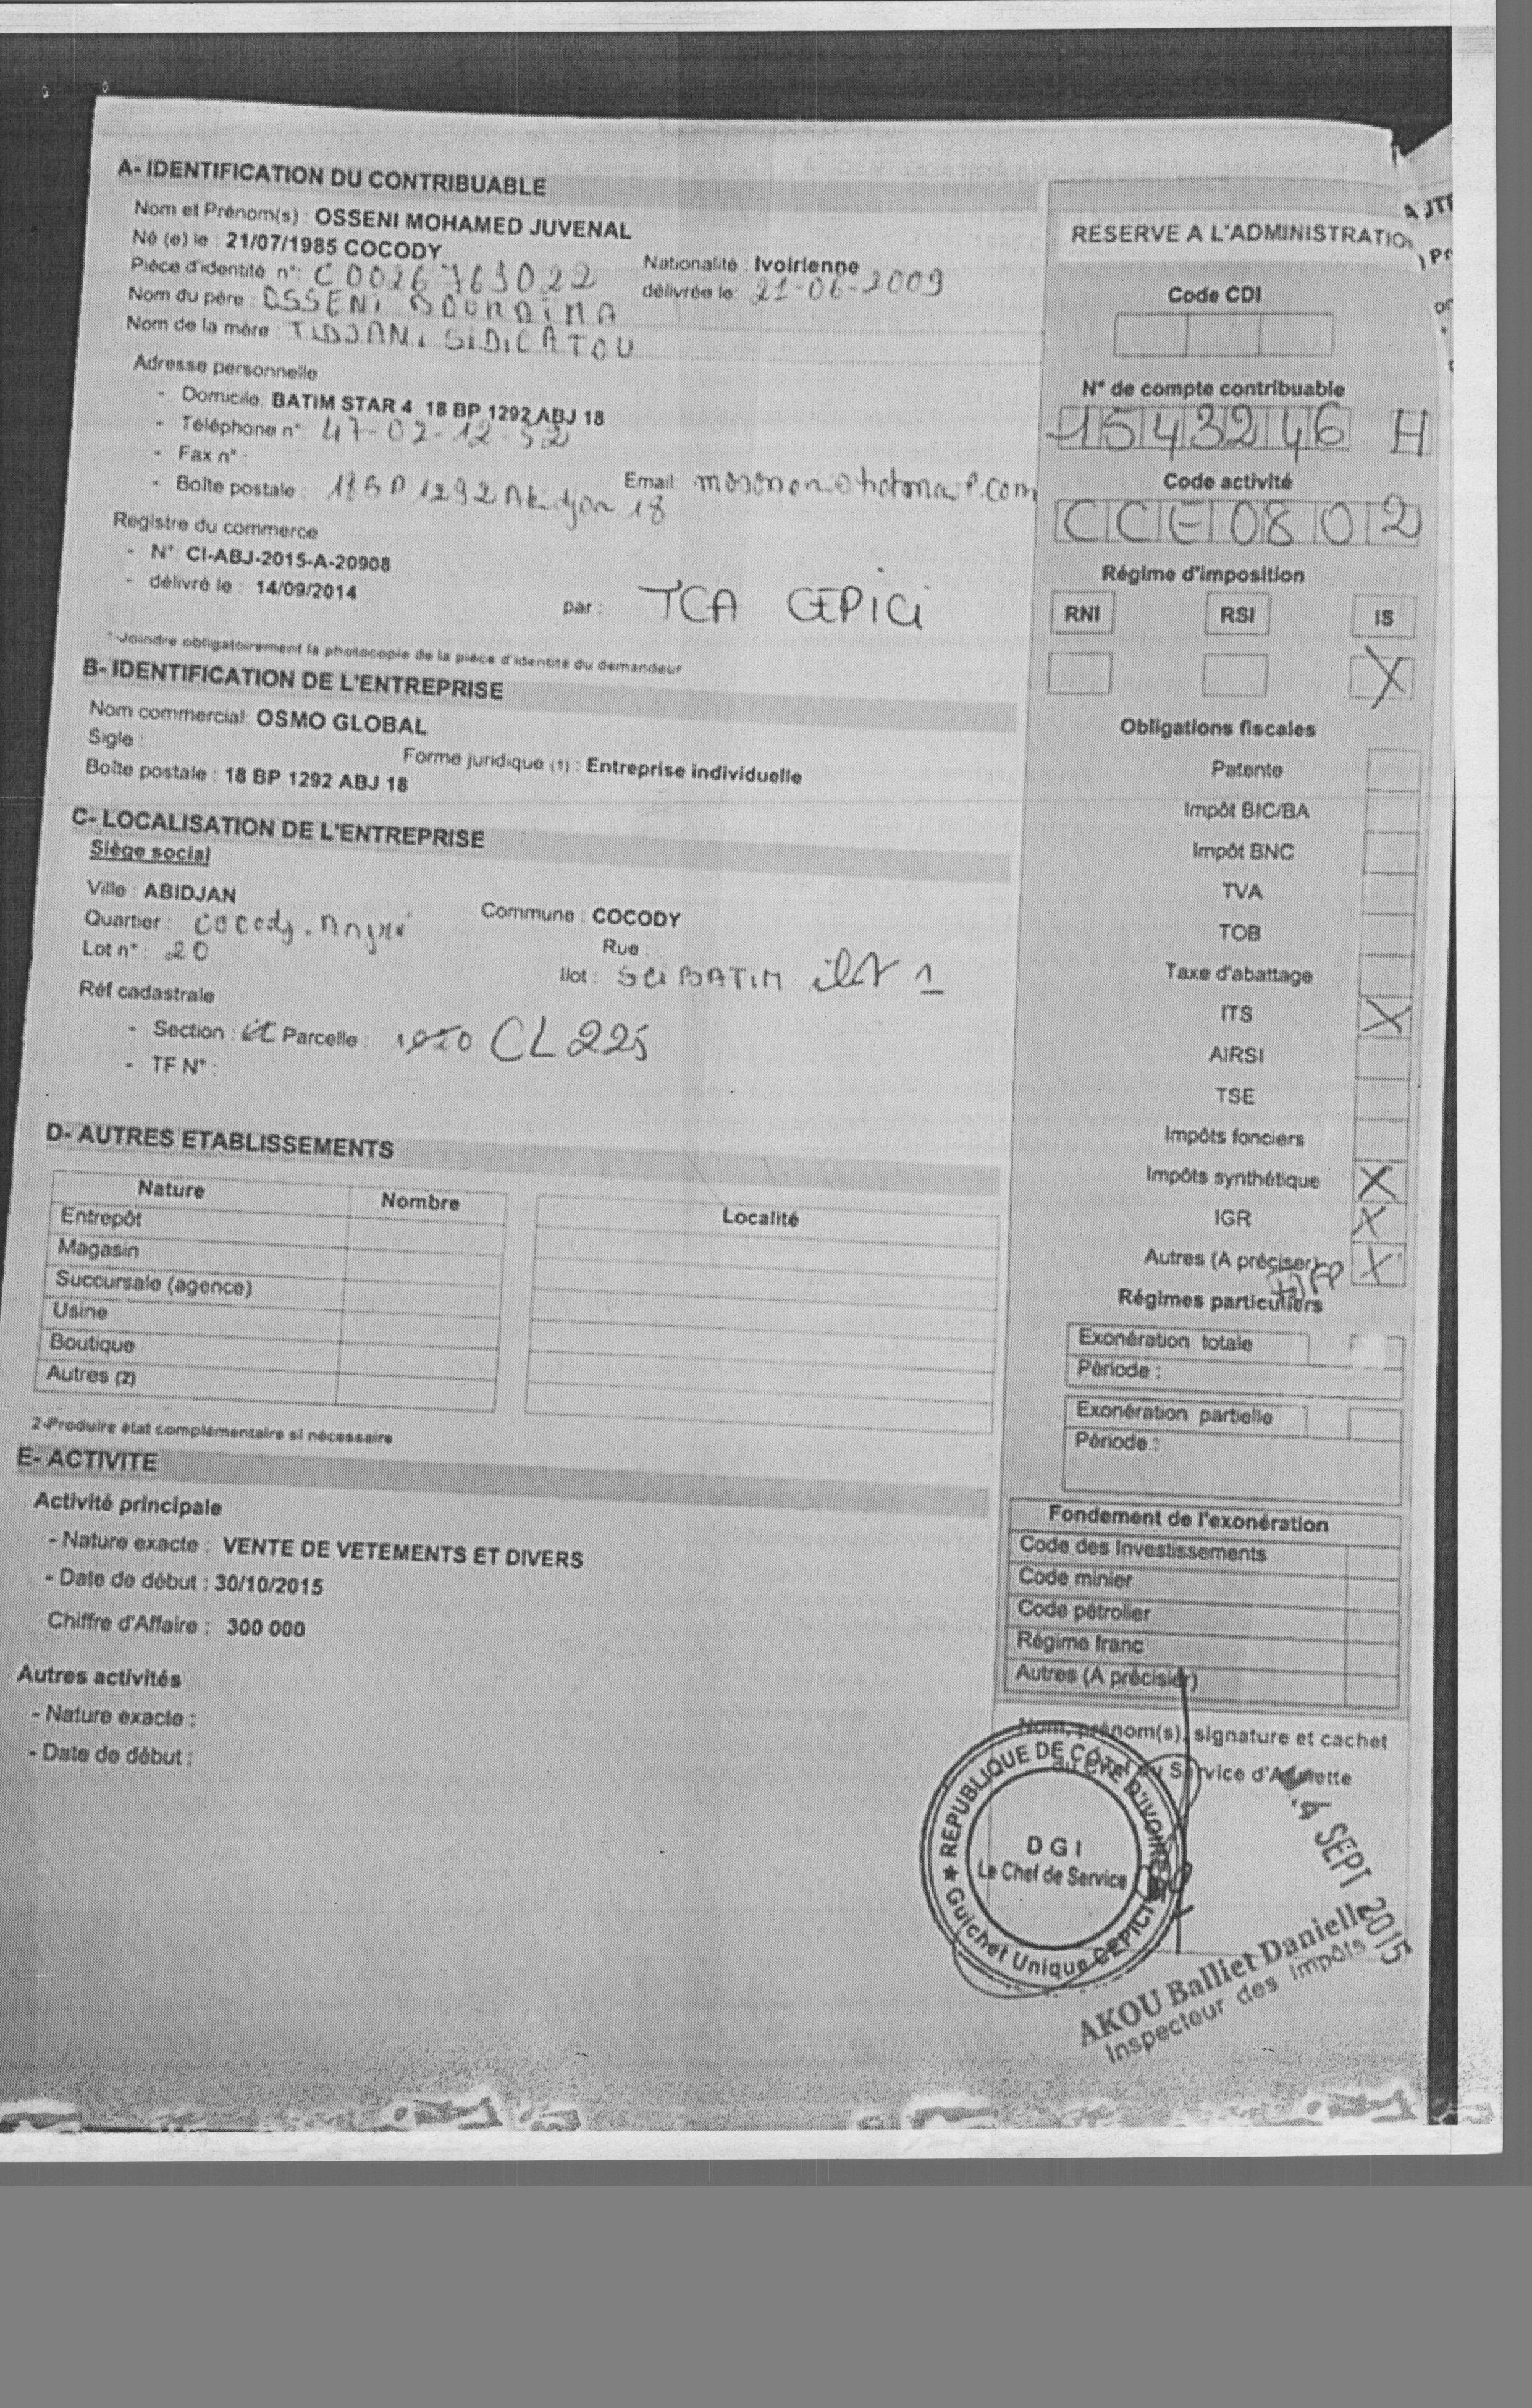 A- IDENTIFICATION DU CONTRIBUABLE
Nom et Prénom(s) : OSSENI MOHAMED JUVENAL
Né (e) le : 21/07/1985 COCODY
Nationalité : Ivoirienne
Pièce d'identité n°: C0026763022
délivrée le: 21-06-2009
Nom du père : OSSENI BOURAIMA
Nom de la mère : TIDJANI SIDICATOU
Adresse personnelle
- Domicile: BATIM STAR 4 18 BP 1292 ABJ 18
- Téléphone n°: 47-02-12-52
- Fax n° :
- Boîte postale : 18 BP 1292 Abidjan 18
Email:
Registre du commerce
- N° CI-ABJ-2015-A-20908
- délivré le : 14/09/2014
par : TCA CEPICI
1-Joindre obligatoirement la photocopie de la pièce d'identité du demandeur
B- IDENTIFICATION DE L'ENTREPRISE
Nom commercial: OSMO GLOBAL
Sigle :
Forme juridique (1) : Entreprise individuelle
Boîte postale : 18 BP 1292 ABJ 18
C- LOCALISATION DE L'ENTREPRISE
Siège social
Ville : ABIDJAN
Commune : COCODY
Quartier : Cocody. Angré
Rue :
Lot n° : 20
Ilot : SCI BATIM ilot 1
Réf cadastrale
- Section : Parcelle : CL 225
- TF N° :
D- AUTRES ETABLISSEMENTS
Nature Nombre Localité
Entrepôt
Magasin
Succursale (agence)
Usine
Boutique
Autres (2)
2-Produire état complémentaire si nécessaire
E- ACTIVITE
Activité principale
- Nature exacte : VENTE DE VETEMENTS ET DIVERS
- Date de début : 30/10/2015
Chiffre d'Affaire : 300 000
Autres activités
- Nature exacte :
- Date de début :
RESERVE A L'ADMINISTRATIO
Code CDI
N° de compte contribuable
1543246 H
Code activité
CCE0802
Régime d'imposition
RNI RSI IS
X
Obligations fiscales
Patente
Impôt BIC/BA
Impôt BNC
TVA
TOB
Taxe d'abattage
ITS X
AIRSI
TSE
Impôts fonciers
Impôts synthétique X
IGR X
Autres (A préciser) X
Régimes particuliers
Exonération totale
Période :
Exonération partielle
Période :
Fondement de l'exonération
Code des Investissements
Code minier
Code pétrolier
Régime franc
Autres (A précisier)
Nom, prénom(s), signature et cachet
du Chef du Service d'Assiette
REPUBLIQUE DE CÔTE D'IVOIRE
DGI
Le Chef de Service
Guichet Unique CEPICI
14 SEPT 2015
AKOU Balliet Danielle
Inspecteur des Impôts